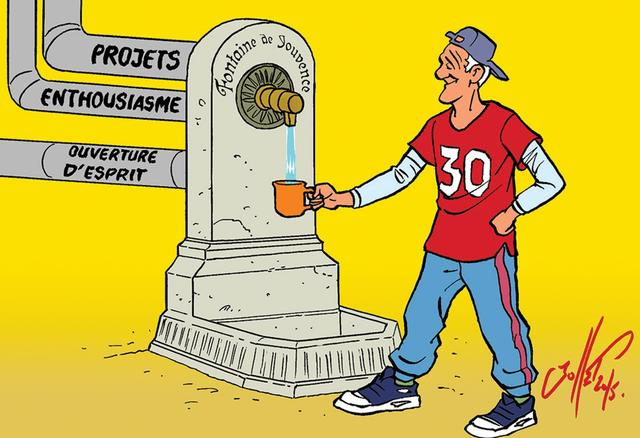 PROJETS
ENTHOUSIASME
OUVERTURE
D'ESPRIT
Fontaine de Jouvence
30